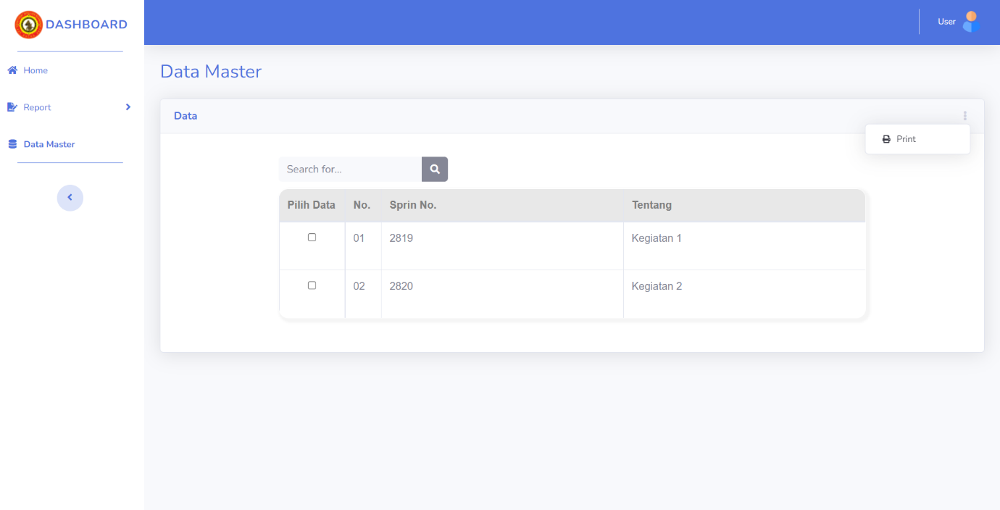 DASHBOARD
User
Home
Report
Data Master
Data Master
Data
Print
Search for...
Pilih Data No. Sprin No. Tentang
01 2819 Kegiatan 1
02 2820 Kegiatan 2